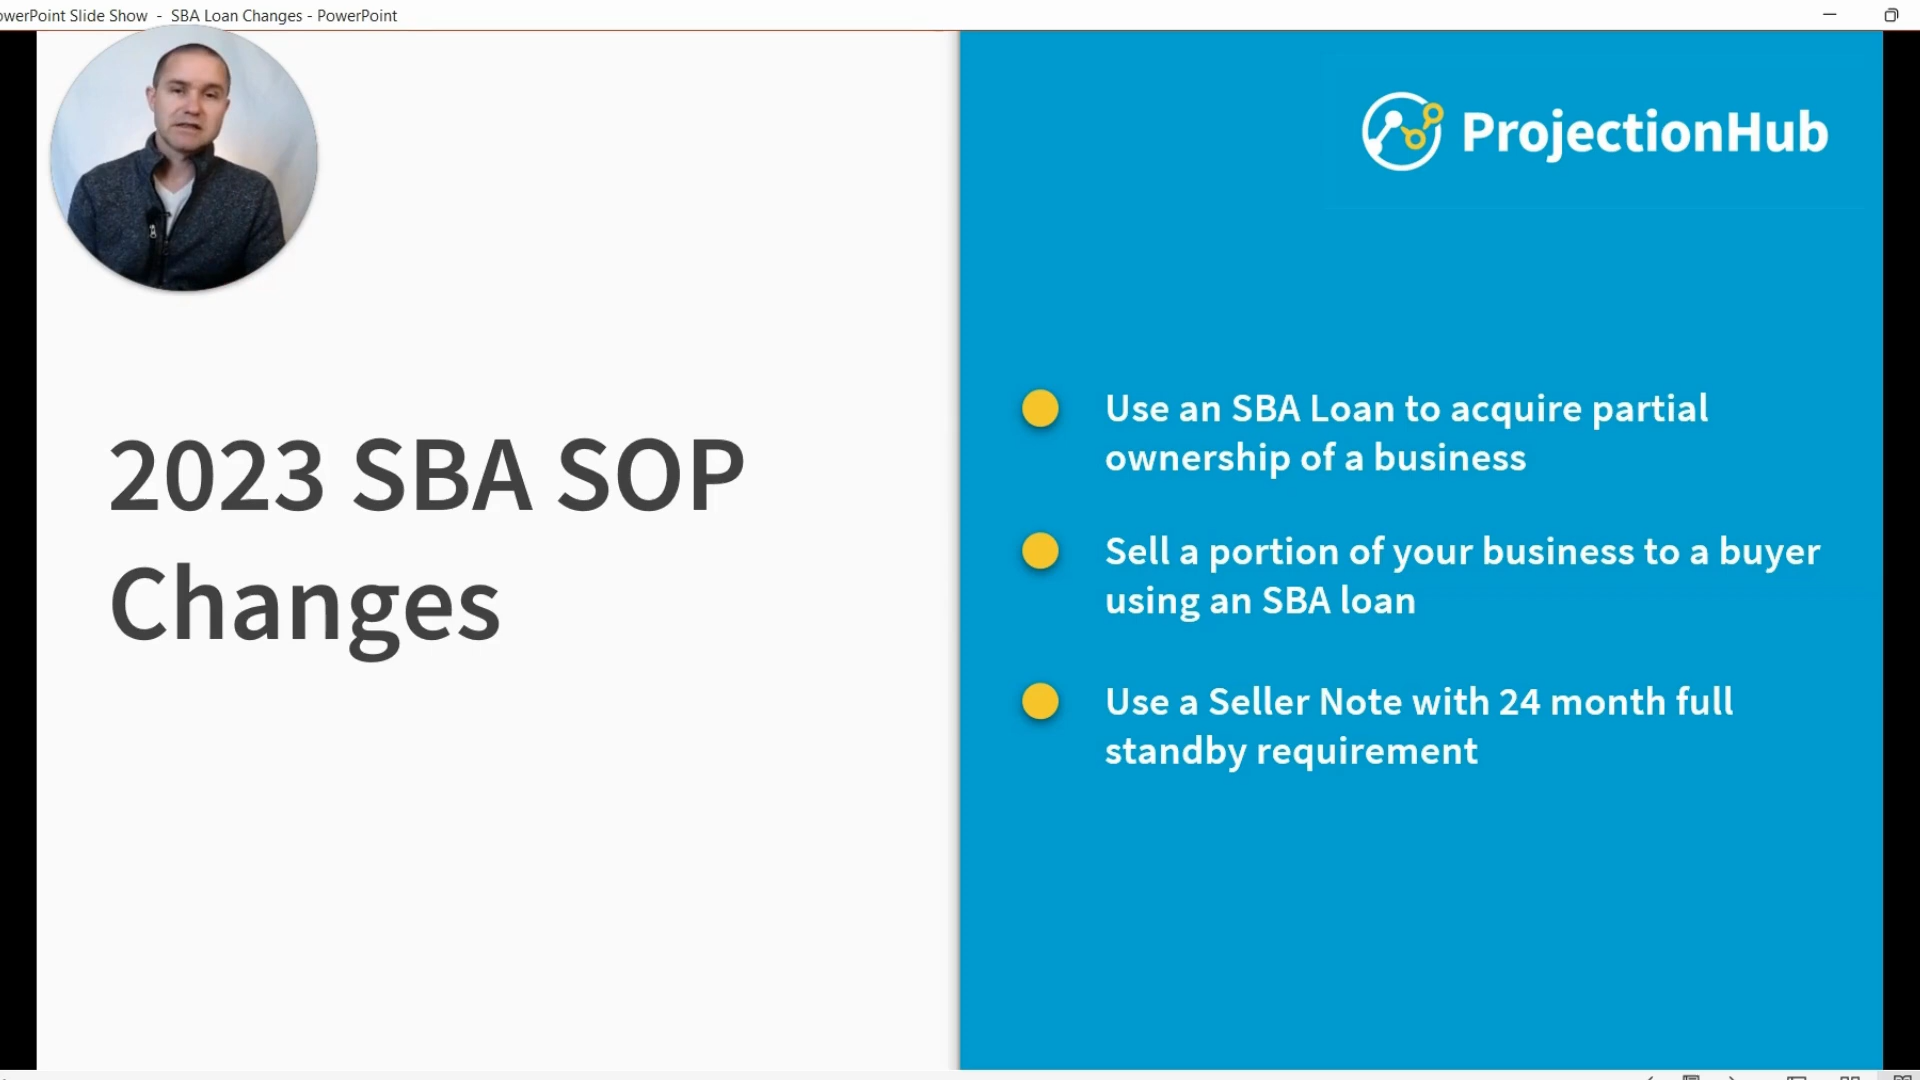 owerPoint Slide Show - SBA Loan Changes - PowerPoint
ProjectionHub
2023 SBA SOP
Changes
Use an SBA Loan to acquire partial
ownership of a business
Sell a portion of your business to a buyer
using an SBA loan
Use a Seller Note with 24 month full
standby requirement